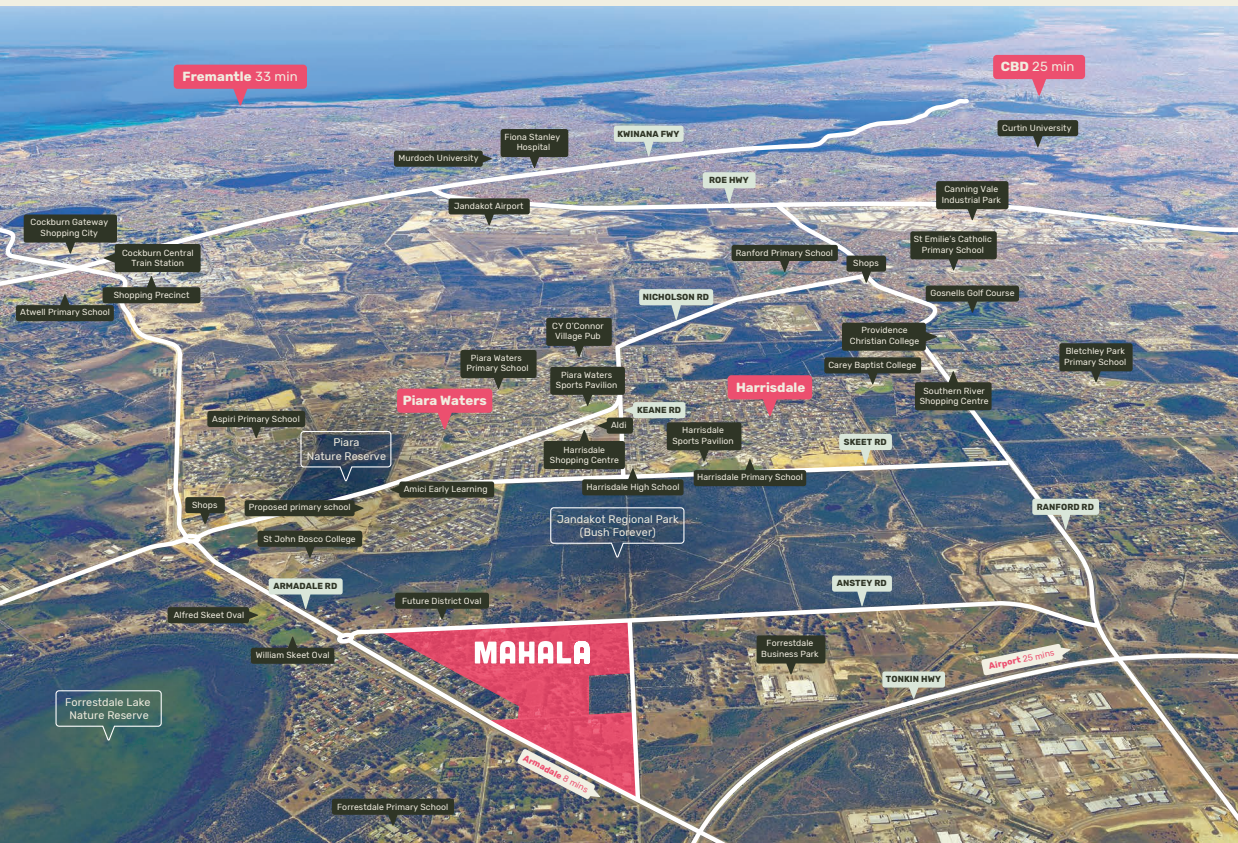 Fremantle 33 min
CBD 25 min
Curtin University
KWINANA FWY
Fiona Stanley
Hospital
Murdoch University
ROE HWY
Canning Vale
Industrial Park
Jandakot Airport
Cockburn Gateway
Shopping City
Cockburn Central
Train Station
Ranford Primary School
St Emilie's Catholic
Primary School
Shops
Shopping Precinct
Atwell Primary School
NICHOLSON RD
Gosnells Golf Course
CY O'Connor
Village Pub
Providence
Christian College
Piara Waters
Primary School
Bletchley Park
Primary School
Carey Baptist College
Piara Waters
Sports Pavilion
Piara Waters
Harrisdale
Southern River
Shopping Centre
KEANE RD
Aspiri Primary School
Aldi
Harrisdale
Sports Pavilion
Piara
Nature Reserve
SKEET RD
Harrisdale
Shopping Centre
Harrisdale Primary School
Amici Early Learning
Harrisdale High School
Shops
Proposed primary school
RANFORD RD
Jandakot Regional Park
(Bush Forever)
St John Bosco College
ARMADALE RD
ANSTEY RD
Future District Oval
Alfred Skeet Oval
William Skeet Oval
MAHALA
Forrestdale
Business Park
Airport 25 mins
TONKIN HWY
Forrestdale Lake
Nature Reserve
Armadale 8 mins
Forrestdale Primary School